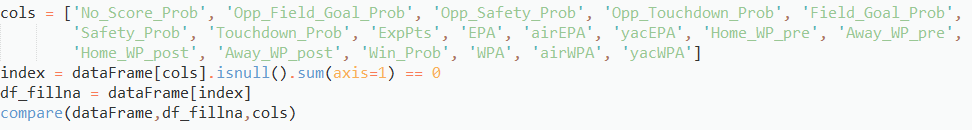 cols = ['No_Score_Prob', 'Opp_Field_Goal_Prob', 'Opp_Safety_Prob', 'Opp_Touchdown_Prob', 'Field_Goal_Prob',
'Safety_Prob', 'Touchdown_Prob', 'ExpPts', 'EPA', 'airEPA', 'yacEPA', 'Home_WP_pre', 'Away_WP_pre',
'Home_WP_post', 'Away_WP_post', 'Win_Prob', 'WPA', 'airWPA', 'yacWPA']
index = dataFrame[cols].isnull().sum(axis=1) == 0
df_fillna = dataFrame[index]
compare(dataFrame,df_fillna,cols)